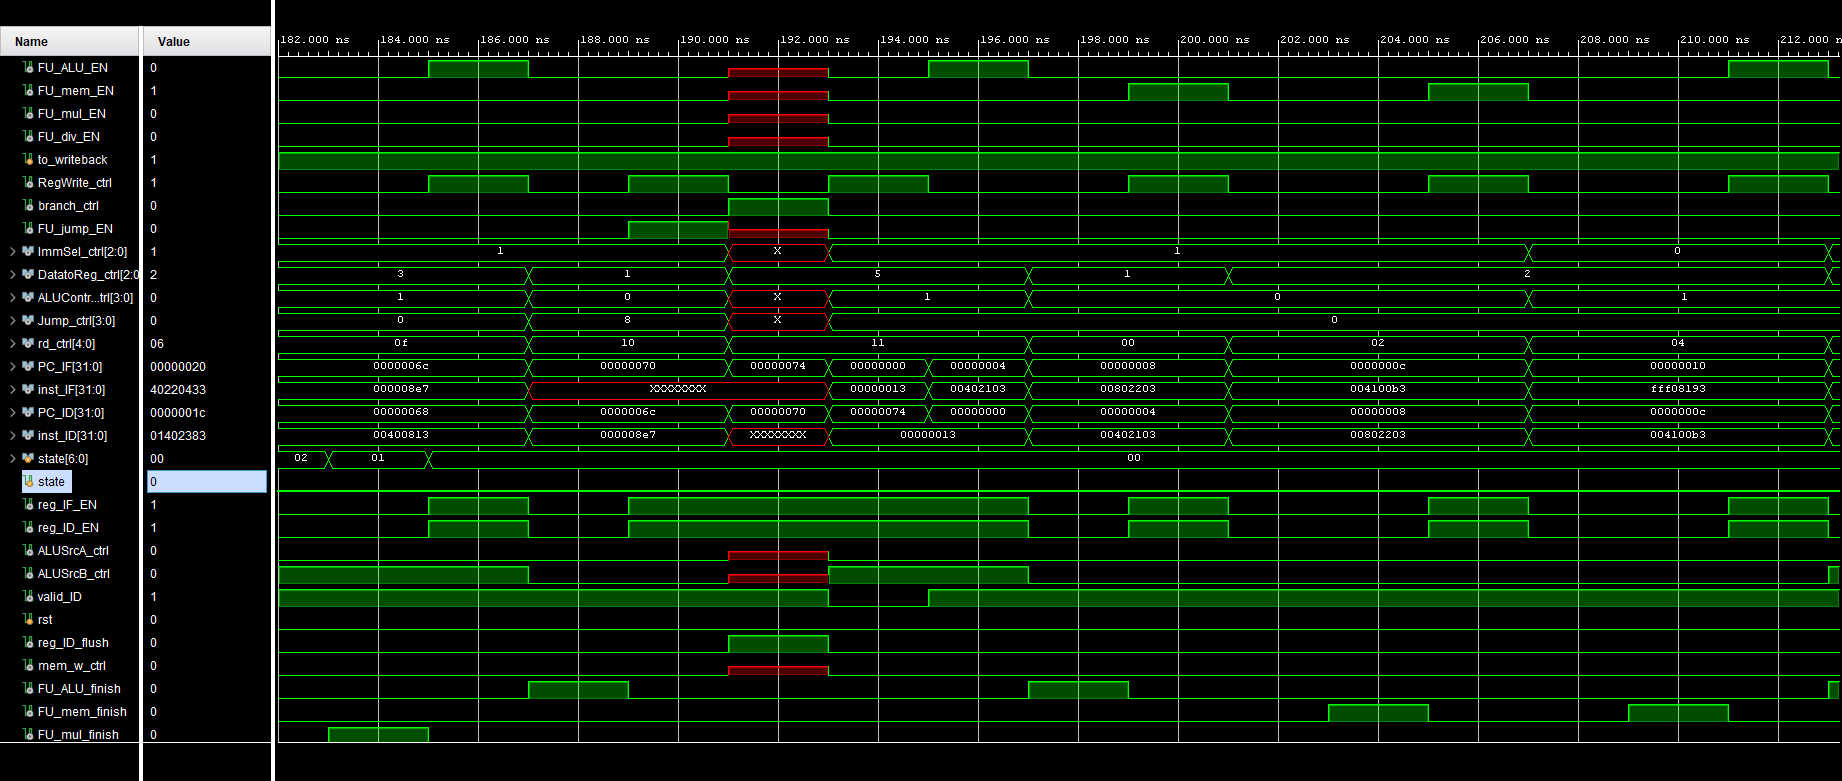 Name Value 182.000 ns 184.000 ns 186.000 ns 188.000 ns 190.000 ns 192.000 ns 194.000 ns 196.000 ns 198.000 ns 200.000 ns 202.000 ns 204.000 ns 206.000 ns 208.000 ns 210.000 ns 212.000 n
FU_ALU_EN 0
FU_mem_EN 1
FU_mul_EN 0
FU_div_EN 0
to_writeback 1
RegWrite_ctrl 1
branch_ctrl 0
FU_jump_EN 0
ImmSel_ctrl[2:0] 1 1 X 1 0
DatatoReg_ctrl[2:0 2 3 1 5 1 2
ALUContr...trl[3:0] 0 1 0 X 1 0 1
Jump_ctrl[3:0] 0 0 8 X 0
rd_ctrl[4:0] 06 0f 10 11 00 02 04
PC_IF[31:0] 00000020 0000006c 00000070 00000074 00000000 00000004 00000008 0000000c 00000010
inst_IF[31:0] 40220433 000008e7 XXXXXXXX 00000013 00402103 00802203 004100b3 fff08193
PC_ID[31:0] 0000001c 00000068 0000006c 00000070 00000074 00000000 00000004 00000008 0000000c
inst_ID[31:0] 01402383 00400813 000008e7 XXXXXXXX 00000013 00402103 00802203 004100b3
state[6:0] 00 02 01 00
state 0
reg_IF_EN 1
reg_ID_EN 1
ALUSrcA_ctrl 0
ALUSrcB_ctrl 0
valid_ID 1
rst 0
reg_ID_flush 0
mem_w_ctrl 0
FU_ALU_finish 0
FU_mem_finish 0
FU_mul_finish 0